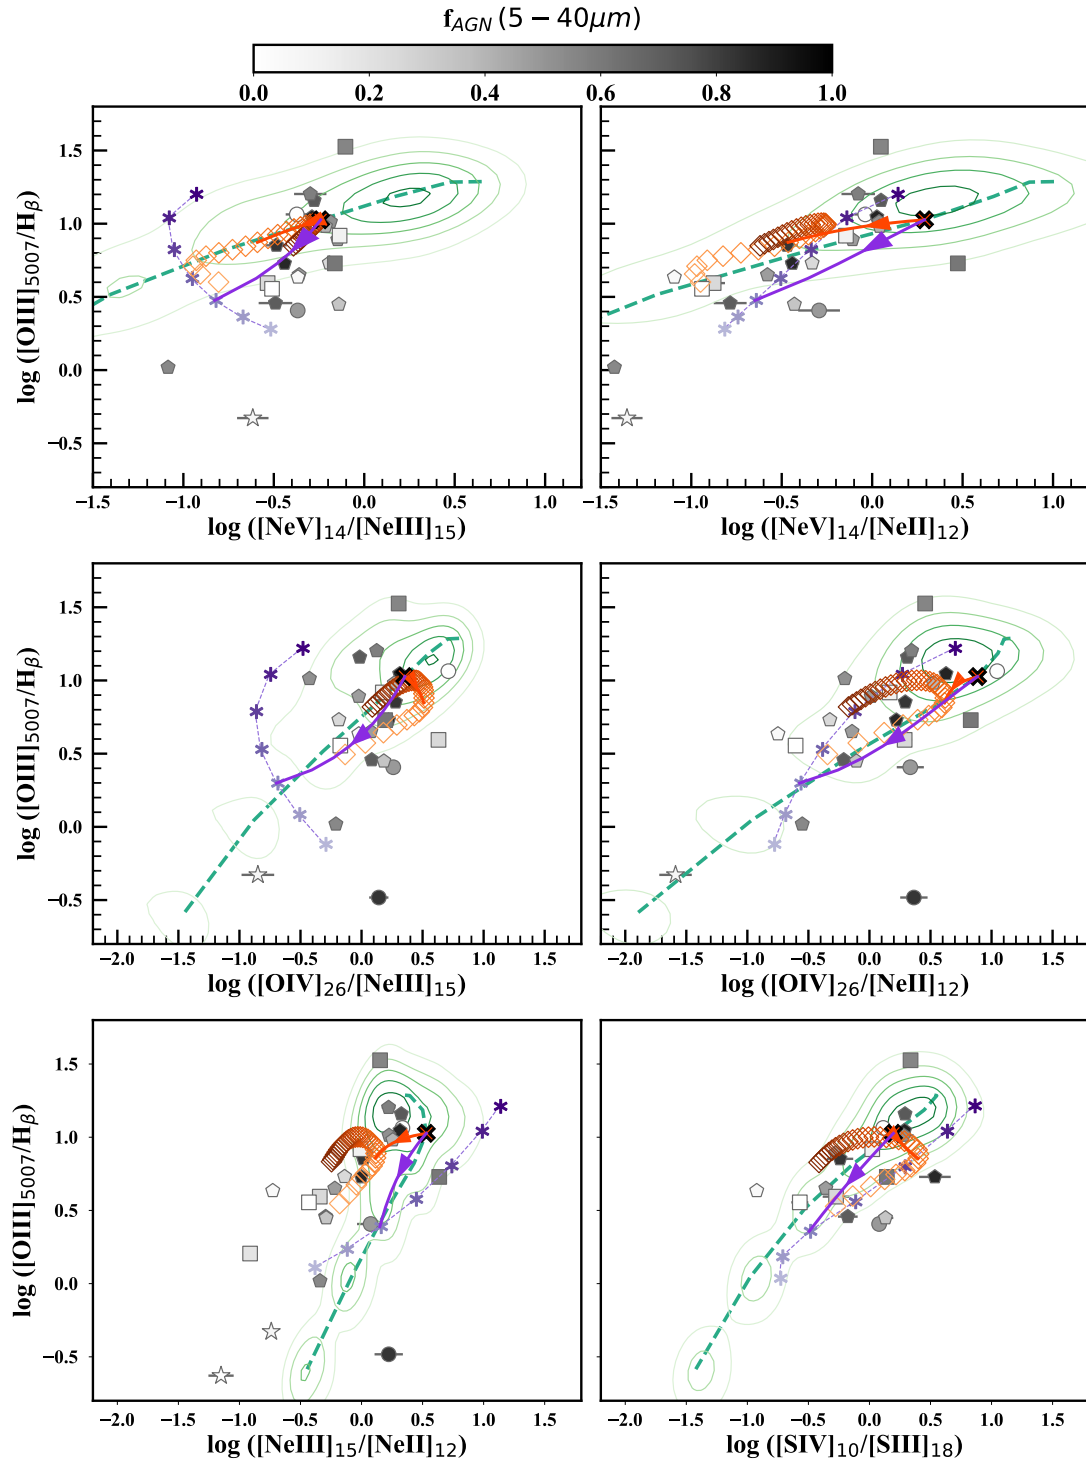 f_AGN (5 − 40μm)
0.0 0.2 0.4 0.6 0.8 1.0
1.5
1.0
0.5
0.0
−0.5
log ([OIII]5007/Hβ)
−1.5 −1.0 −0.5 0.0 0.5 1.0
log ([NeV]14/[NeIII]15)
−1.0 −0.5 0.0 0.5 1.0
log ([NeV]14/[NeII]12)
1.5
1.0
0.5
0.0
−0.5
log ([OIII]5007/Hβ)
−2.0 −1.5 −1.0 −0.5 0.0 0.5 1.0 1.5
log ([OIV]26/[NeIII]15)
−2.0 −1.5 −1.0 −0.5 0.0 0.5 1.0 1.5
log ([OIV]26/[NeII]12)
1.5
1.0
0.5
0.0
−0.5
log ([OIII]5007/Hβ)
−2.0 −1.5 −1.0 −0.5 0.0 0.5 1.0 1.5
log ([NeIII]15/[NeII]12)
−2.0 −1.5 −1.0 −0.5 0.0 0.5 1.0 1.5
log ([SIV]10/[SIII]18)